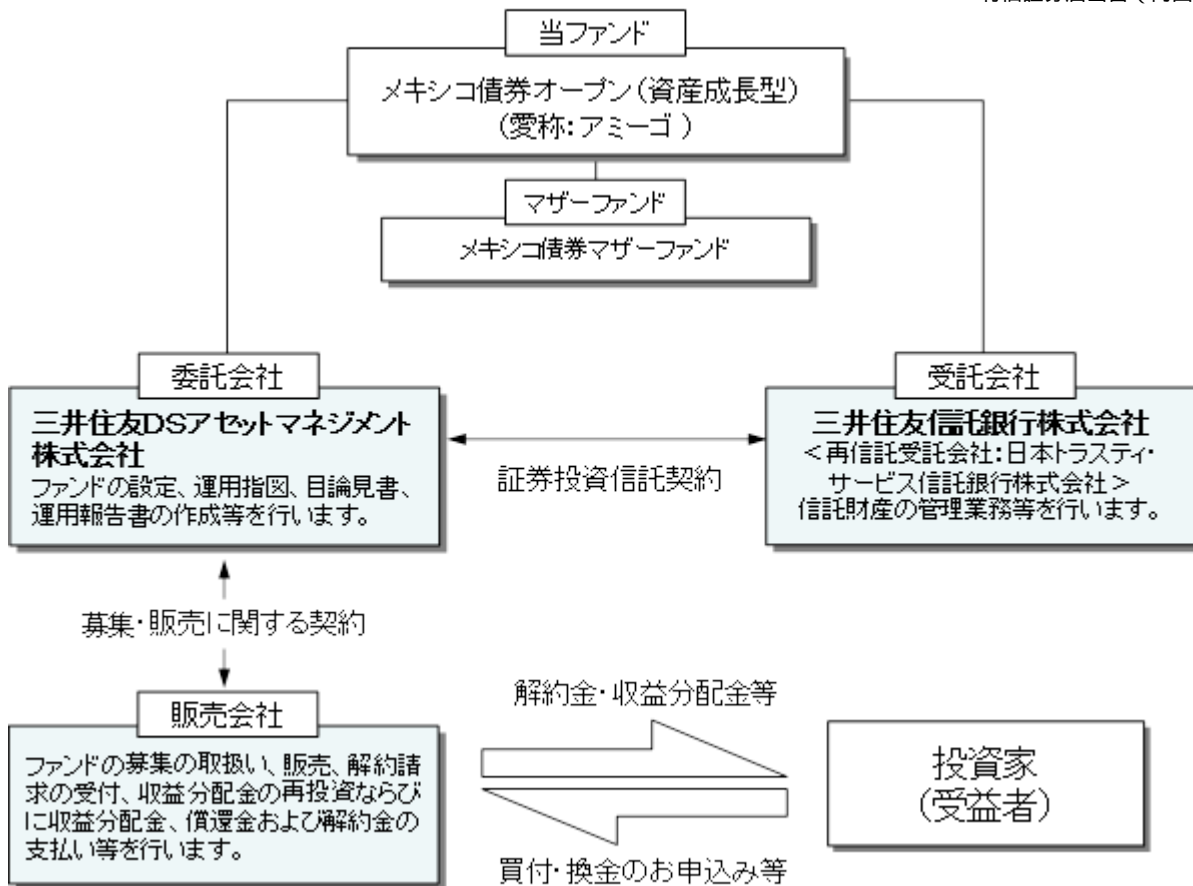 当ファンド
メキシコ債券オープン(資産成長型)
(愛称:アミーゴ )
マザーファンド
メキシコ債券マザーファンド
委託会社
三井住友DSアセットマネジメント
株式会社
ファンドの設定、運用指図、目論見書、
運用報告書の作成等を行います。
証券投資信託契約
受託会社
三井住友信託銀行株式会社
<再信託受託会社:日本トラスティ・
サービス信託銀行株式会社>
信託財産の管理業務等を行います。
募集・販売に関する契約
販売会社
ファンドの募集の取扱い、販売、解約請
求の受付、収益分配金の再投資ならび
に収益分配金、償還金および解約金の
支払い等を行います。
解約金・収益分配金等
買付・換金のお申込み等
投資家
(受益者)